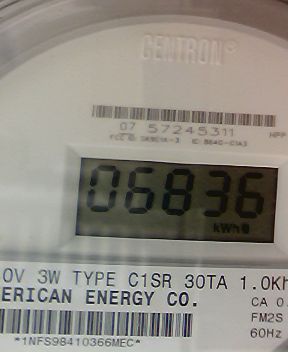 CENTRON®
07 57245311
HPP
06836
kWh
0V 3W TYPE C1SR 30TA 1.0Kh
ERICAN ENERGY CO.
CA 0.
FM2S
60Hz
*1NFS98410366MEC*